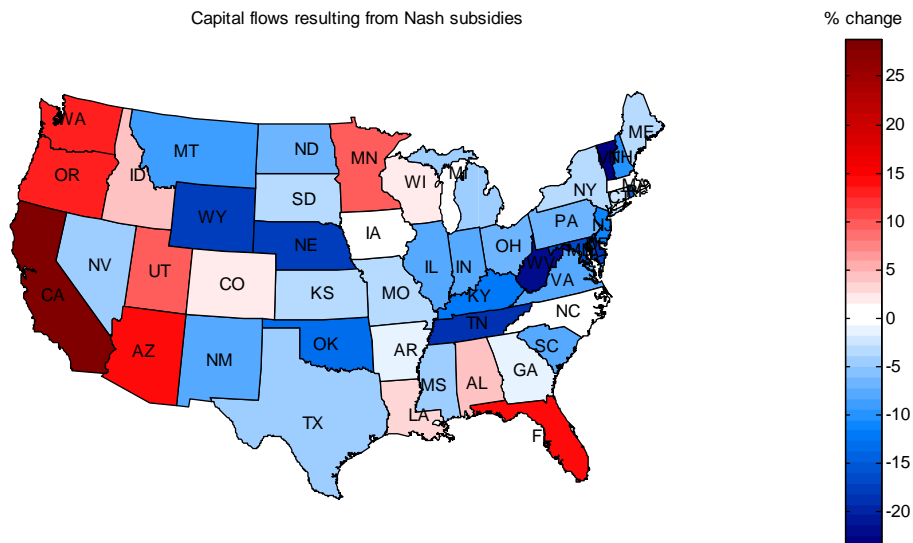 Capital flows resulting from Nash subsidies
% change
25
20
15
10
5
0
-5
-10
-15
-20
WA
OR
CA
ID
NV
AZ
UT
MT
WY
CO
NM
ND
SD
NE
KS
OK
TX
MN
IA
MO
AR
LA
WI
IL
MI
IN
OH
KY
TN
MS
AL
GA
SC
NC
VA
WV
PA
NY
ME
NH
MA
F